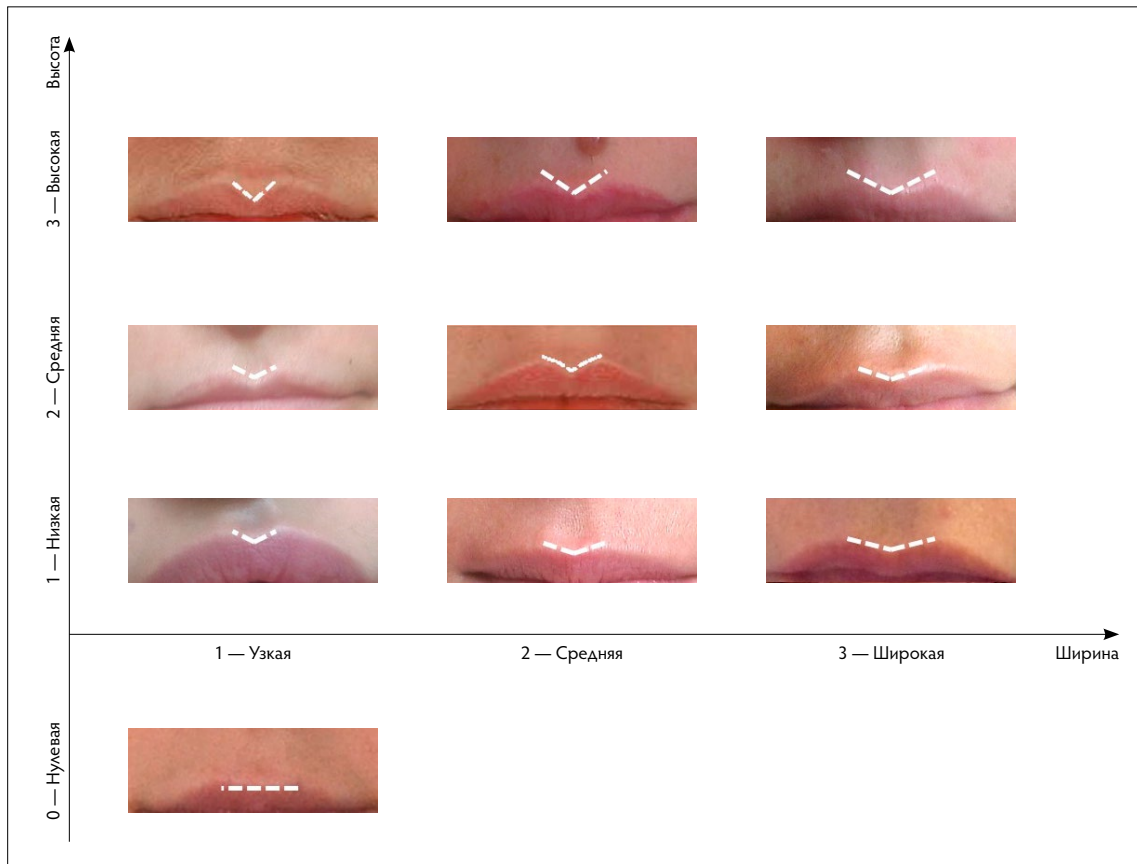 Высота
3 — Высокая
2 — Средняя
1 — Низкая
1 — Узкая
2 — Средняя
3 — Широкая
Ширина
0 — Нулевая